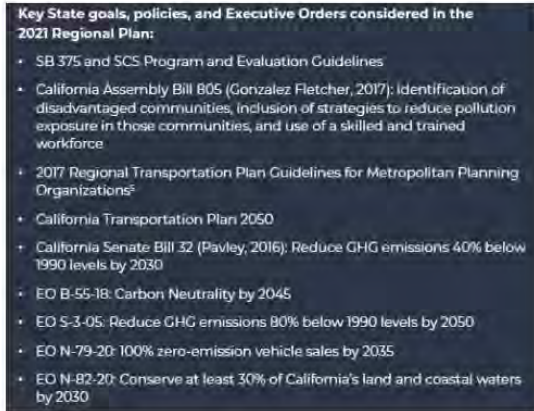 Key State goals, policies, and Executive Orders considered in the
2021 Regional Plan:
• SB 375 and SCS Program and Evaluation Guidelines
• California Assembly Bill 805 (Gonzalez Fletcher, 2017): Identification of
disadvantaged communities, inclusion of strategies to reduce pollution
exposure in those communities, and use of a skilled and trained
workforce
• 2017 Regional Transportation Plan Guidelines for Metropolitan Planning
Organizations⁵
• California Transportation Plan 2050
• California Senate Bill 32 (Pavley, 2016): Reduce GHG emissions 40% below
1990 levels by 2030
• EO B-55-18: Carbon Neutrality by 2045
• EO S-3-05: Reduce GHG emissions 80% below 1990 levels by 2050
• EO N-79-20: 100% zero-emission vehicle sales by 2035
• EO N-82-20: Conserve at least 30% of California's land and coastal waters
by 2030